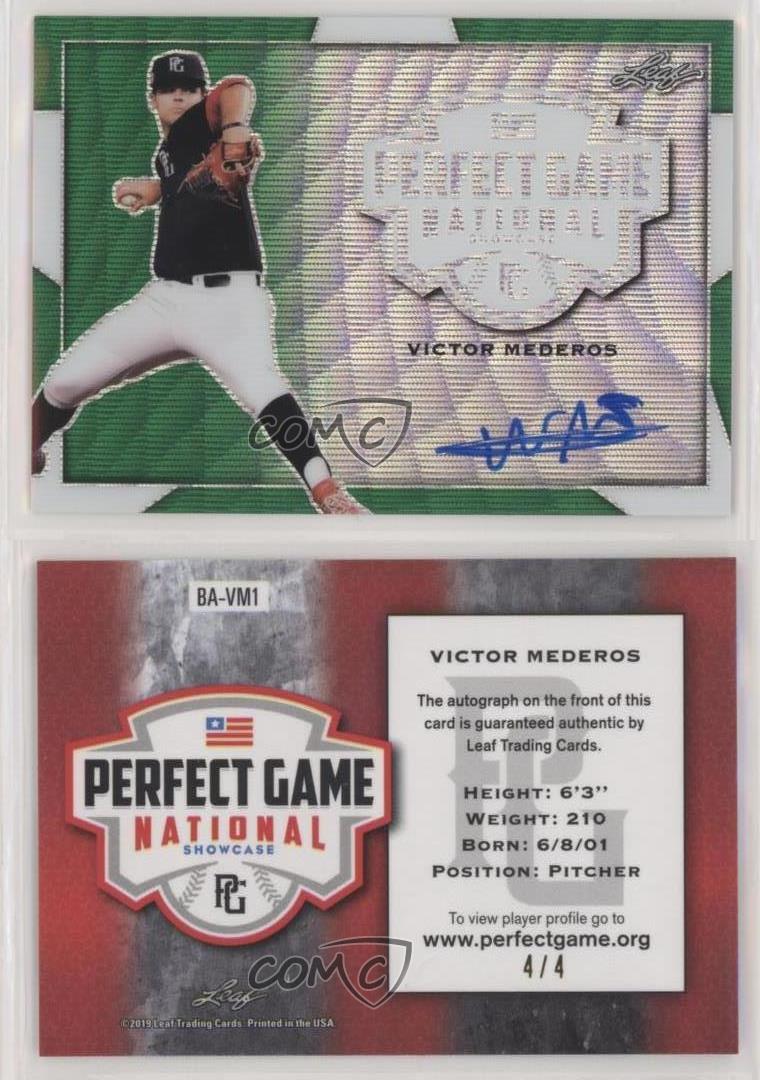 PG
Leaf
PERFECT GAME
NATIONAL
SHOWCASE
PG
VICTOR MEDEROS
COMC
BA-VM1
PERFECT GAME
NATIONAL
SHOWCASE
PG
Leaf
©2019 Leaf Trading Cards. Printed in the USA.
VICTOR MEDEROS
The autograph on the front of this
card is guaranteed authentic by
Leaf Trading Cards.
HEIGHT: 6'3''
WEIGHT: 210
BORN: 6/8/01
POSITION: PITCHER
To view player profile go to
www.perfectgame.org
4/4
COMC